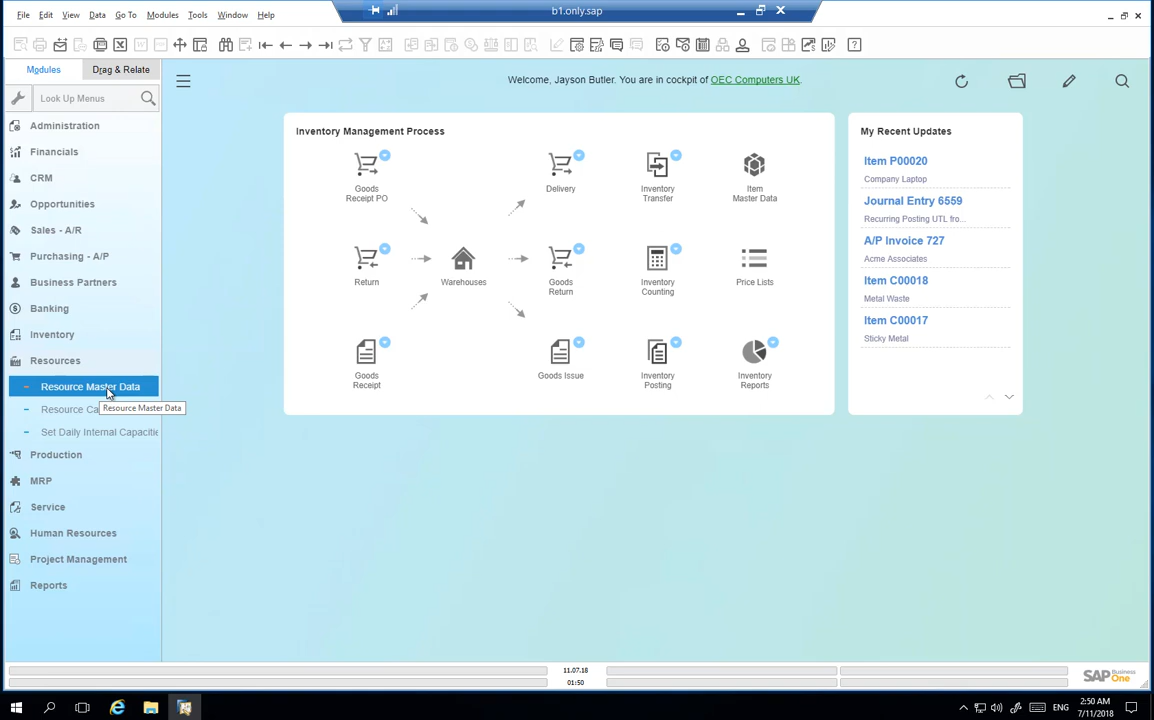 b1.only.sap
File Edit View Data Go To Modules Tools Window Help
Modules Drag & Relate
Look Up Menus
Welcome, Jayson Butler. You are in cockpit of OEC Computers UK.
Administration
Financials
CRM
Opportunities
Sales - A/R
Purchasing - A/P
Business Partners
Banking
Inventory
Resources
Resource Master Data
Resource Ca
Resource Master Data
Set Daily Internal Capacitie
Production
MRP
Service
Human Resources
Project Management
Reports
Inventory Management Process
Goods
Receipt PO
Delivery
Inventory
Transfer
Item
Master Data
Return
Warehouses
Goods
Return
Inventory
Counting
Price Lists
Goods
Receipt
Goods Issue
Inventory
Posting
Inventory
Reports
My Recent Updates
Item P00020
Company Laptop
Journal Entry 6559
Recurring Posting UTL fro...
A/P Invoice 727
Acme Associates
Item C00018
Metal Waste
Item C00017
Sticky Metal
11.07.18
01:50
SAP Business One
ENG
2:50 AM
7/11/2018